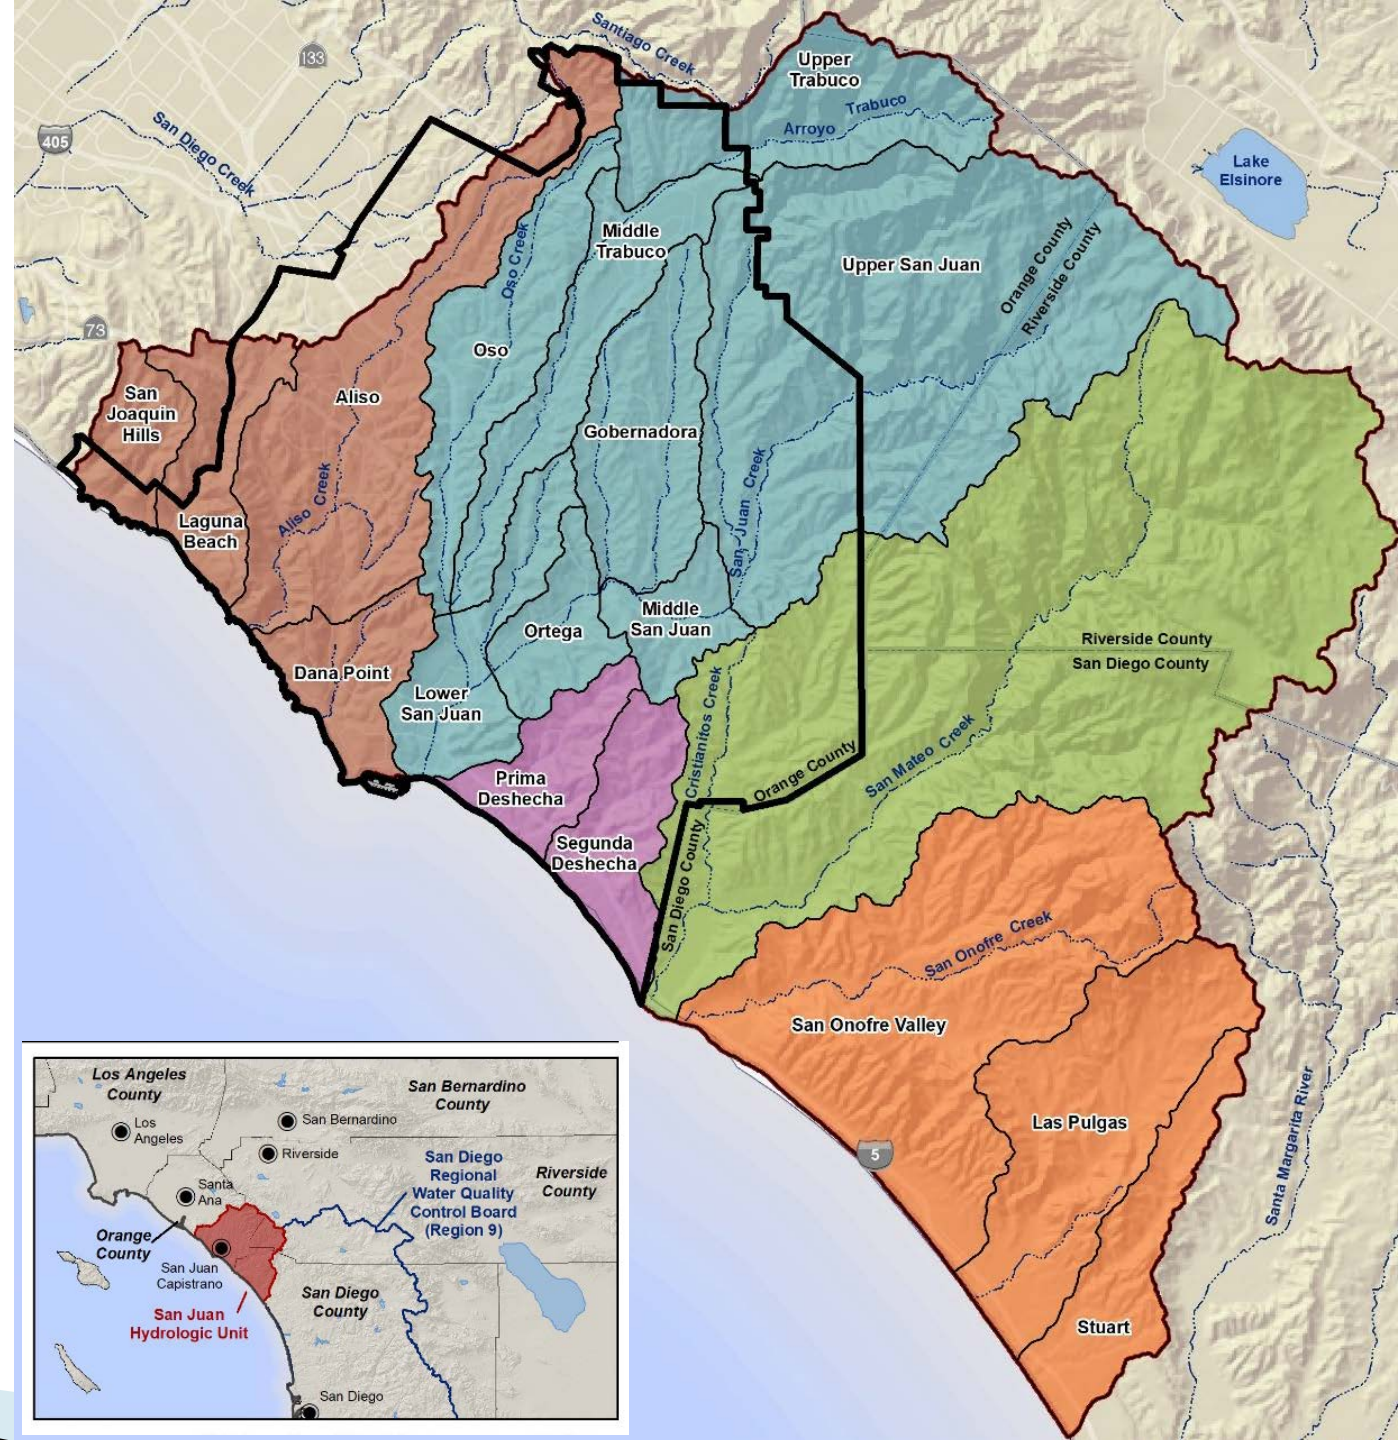 Santiago Creek
133
Upper
Trabuco
Arroyo Trabuco
405
San Diego Creek
Lake
Elsinore
Middle
Trabuco
Oso Creek
Upper San Juan
Orange County
Riverside County
73
Oso
San
Joaquin
Hills
Aliso
Gobernadora
Aliso Creek
San Juan Creek
Laguna
Beach
Middle
San Juan
Ortega
Riverside County
San Diego County
Dana Point
Lower
San Juan
Cristianitos Creek
Orange County
San Mateo Creek
Prima
Deshecha
Segunda
Deshecha
San Diego County
San Onofre Creek
San Onofre Valley
Las Pulgas
5
Santa Margarita River
Stuart
Los Angeles
County
San Bernardino
County
Los
Angeles
San Bernardino
Riverside
San Diego
Regional
Water Quality
Control Board
(Region 9)
Riverside
County
Santa
Ana
Orange
County
San Juan
Capistrano
San Diego
County
San Juan
Hydrologic Unit
San Diego